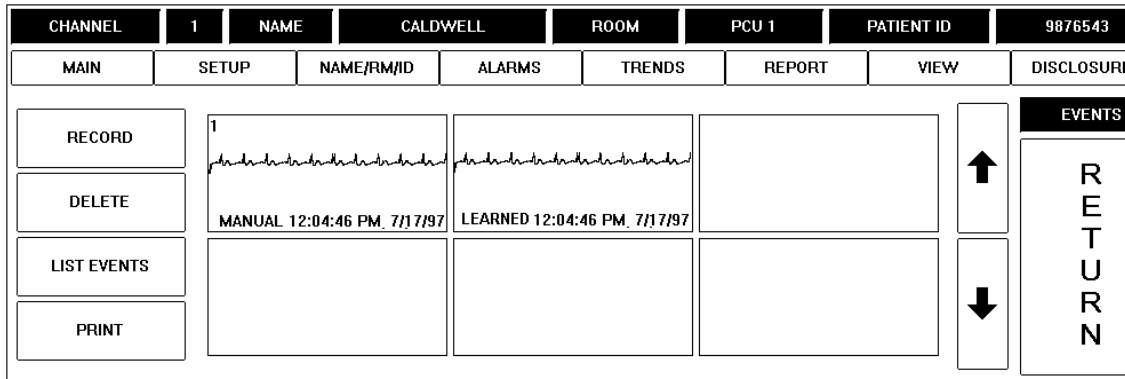 CHANNEL 1 NAME CALDWELL ROOM PCU 1 PATIENT ID 9876543
MAIN SETUP NAME/RM/ID ALARMS TRENDS REPORT VIEW DISCLOSUR
EVENTS
RECORD
DELETE
LIST EVENTS
PRINT
1
MANUAL 12:04:46 PM, 7/17/97
LEARNED 12:04:46 PM, 7/17/97
RETURN